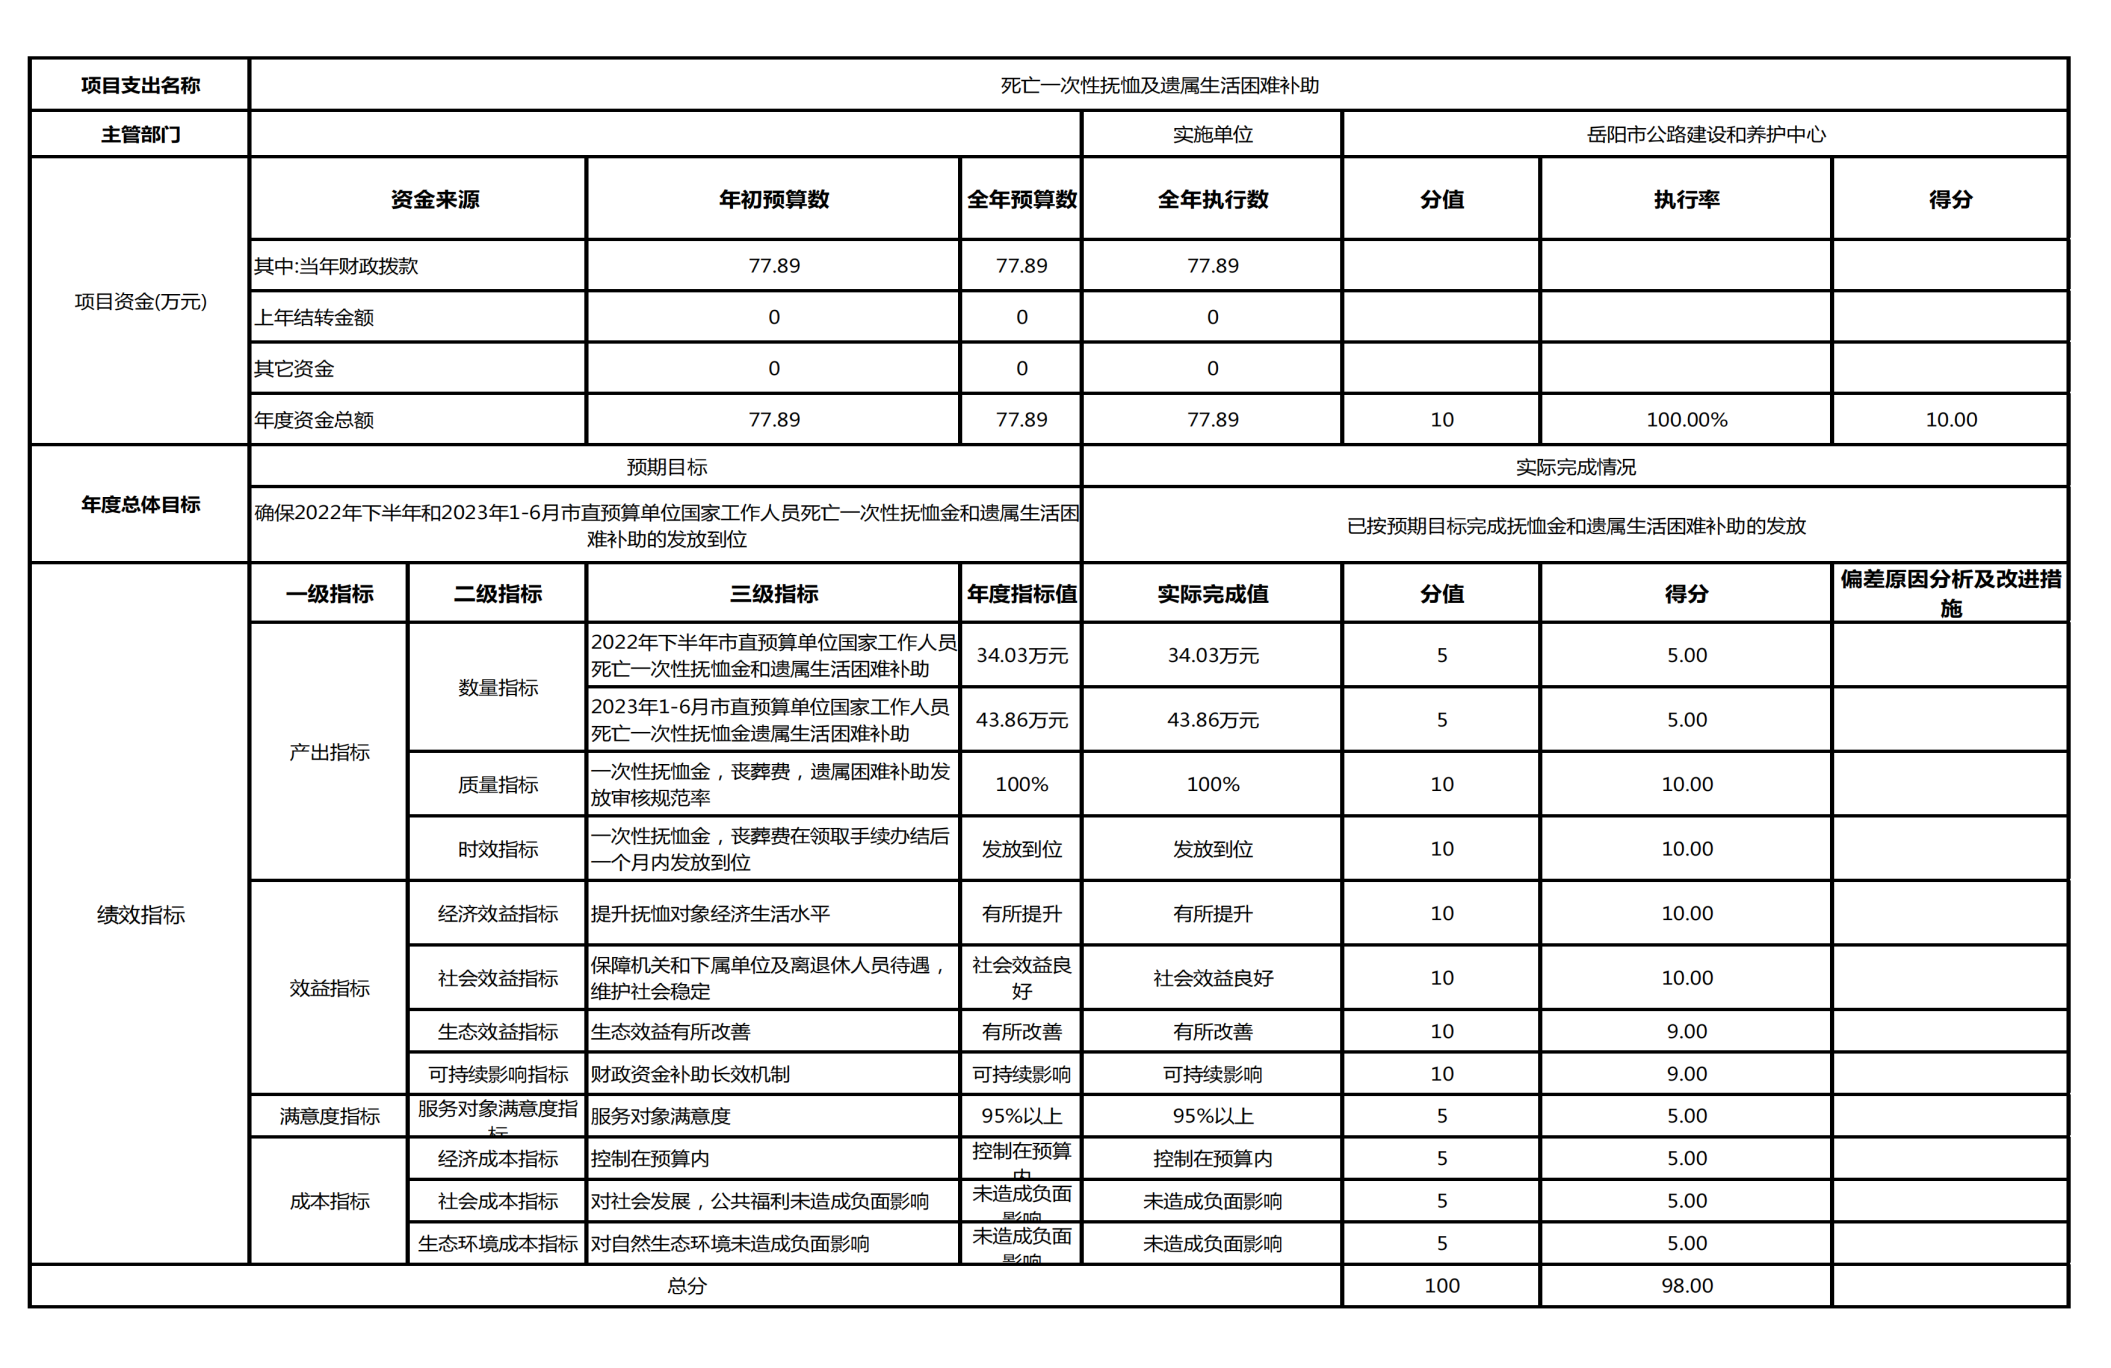 项目支出名称 死亡一次性抚恤及遗属生活困难补助
主管部门 实施单位 岳阳市公路建设和养护中心
项目资金(万元) 资金来源 年初预算数 全年预算数 全年执行数 分值 执行率 得分
其中:当年财政拨款 77.89 77.89 77.89
上年结转金额 0 0 0
其它资金 0 0 0
年度资金总额 77.89 77.89 77.89 10 100.00% 10.00
年度总体目标 预期目标 实际完成情况
确保2022年下半年和2023年1-6月市直预算单位国家工作人员死亡一次性抚恤金和遗属生活困
难补助的发放到位 已按预期目标完成抚恤金和遗属生活困难补助的发放
绩效指标 一级指标 二级指标 三级指标 年度指标值 实际完成值 分值 得分 偏差原因分析及改进措
施
产出指标 数量指标 2022年下半年市直预算单位国家工作人员
死亡一次性抚恤金和遗属生活困难补助 34.03万元 34.03万元 5 5.00
2023年1-6月市直预算单位国家工作人员
死亡一次性抚恤金遗属生活困难补助 43.86万元 43.86万元 5 5.00
质量指标 一次性抚恤金，丧葬费，遗属困难补助发
放审核规范率 100% 100% 10 10.00
时效指标 一次性抚恤金，丧葬费在领取手续办结后
一个月内发放到位 发放到位 发放到位 10 10.00
效益指标 经济效益指标 提升抚恤对象经济生活水平 有所提升 有所提升 10 10.00
社会效益指标 保障机关和下属单位及离退休人员待遇，
维护社会稳定 社会效益良
好 社会效益良好 10 10.00
生态效益指标 生态效益有所改善 有所改善 有所改善 10 9.00
可持续影响指标 财政资金补助长效机制 可持续影响 可持续影响 10 9.00
满意度指标 服务对象满意度指
标 服务对象满意度 95%以上 95%以上 5 5.00
成本指标 经济成本指标 控制在预算内 控制在预算
内 控制在预算内 5 5.00
社会成本指标 对社会发展，公共福利未造成负面影响 未造成负面
影响 未造成负面影响 5 5.00
生态环境成本指标 对自然生态环境未造成负面影响 未造成负面
影响 未造成负面影响 5 5.00
总分 100 98.00